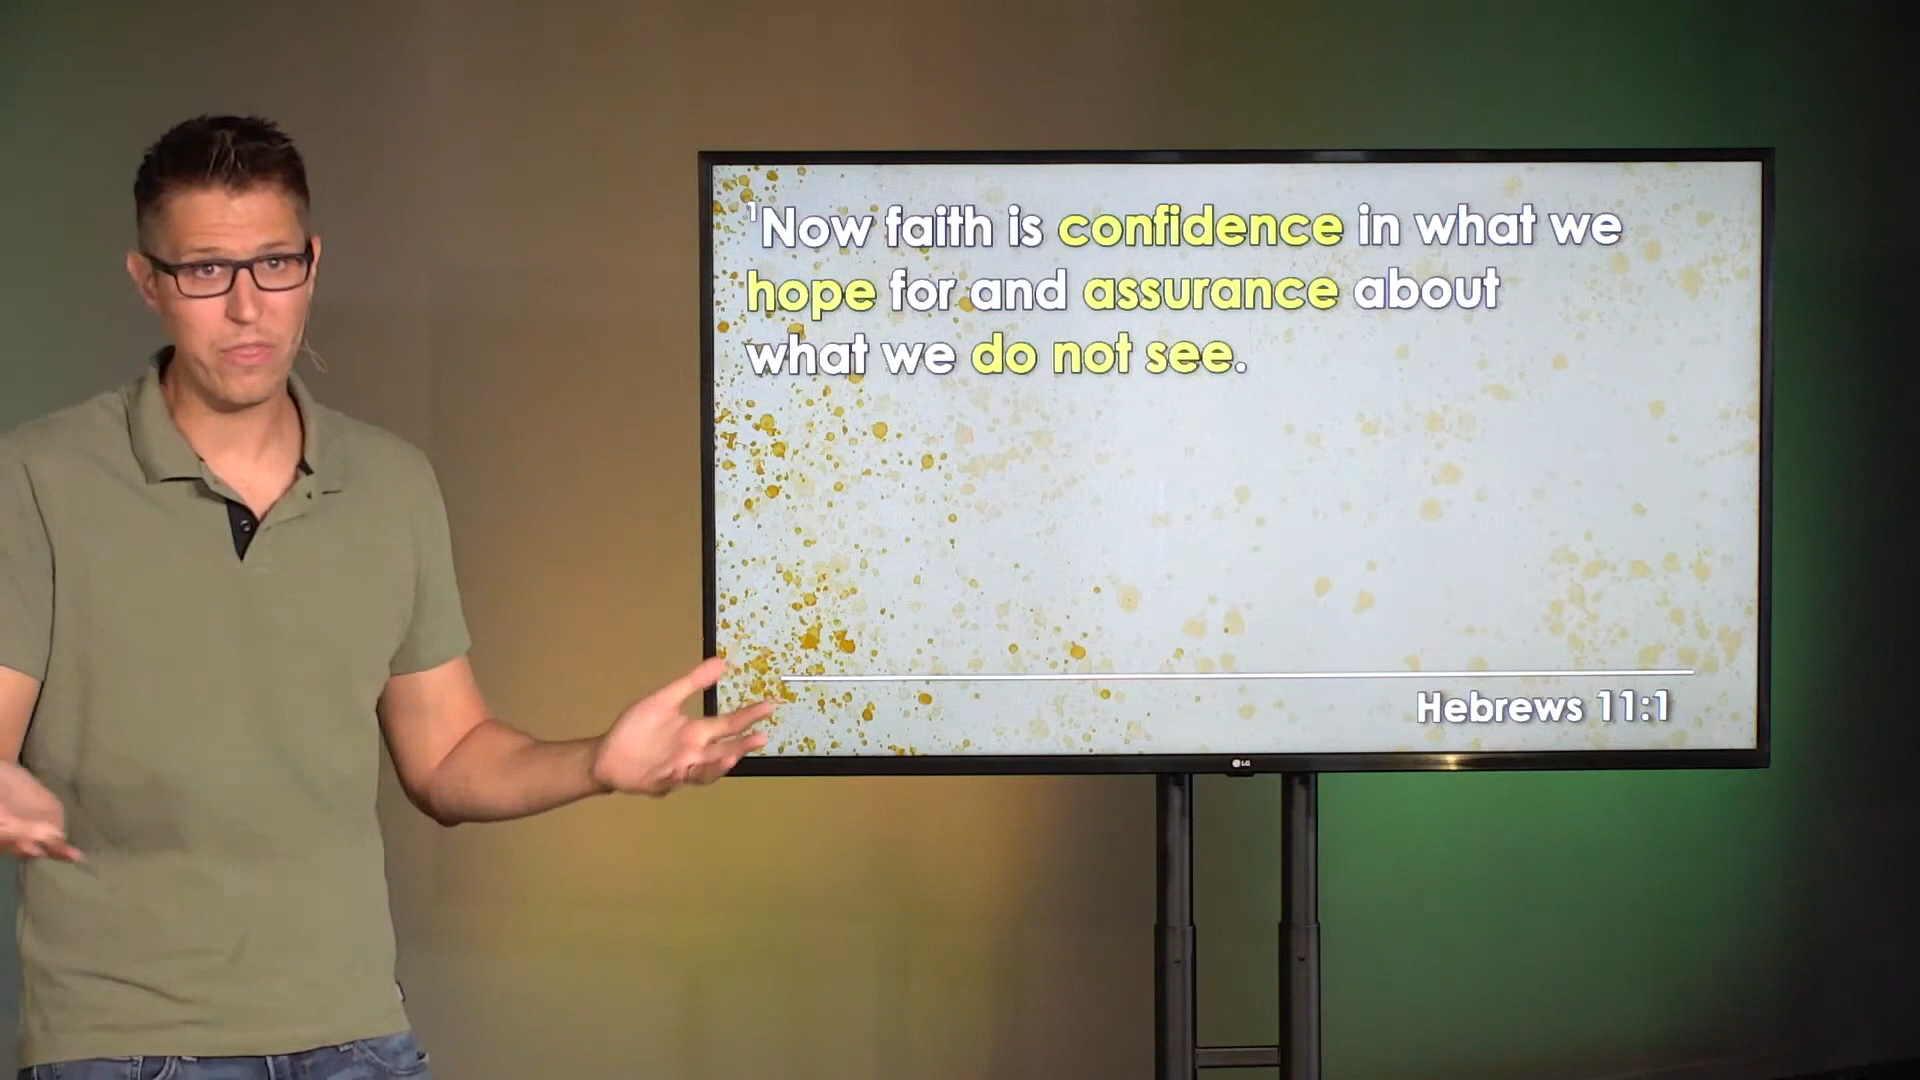 ¹Now faith is confidence in what we
hope for and assurance about
what we do not see.
Hebrews 11:1
LG